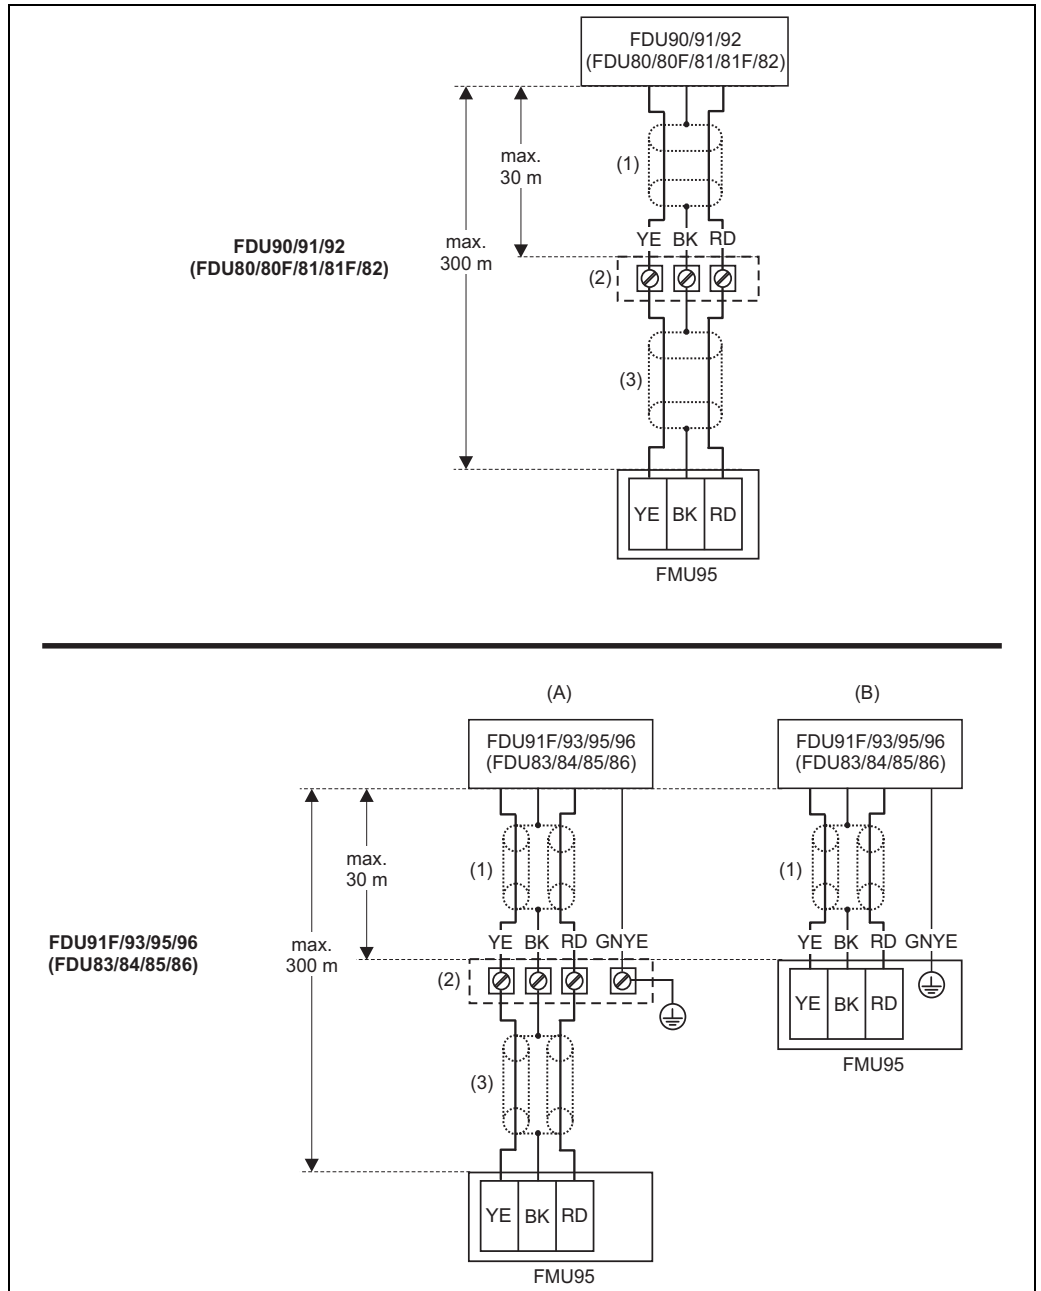 FDU90/91/92
(FDU80/80F/81/81F/82)
max.
30 m
(1)
max.
300 m
FDU90/91/92
(FDU80/80F/81/81F/82)
YE BK RD
(2)
(3)
YE BK RD
FMU95
(A)
(B)
FDU91F/93/95/96
(FDU83/84/85/86)
FDU91F/93/95/96
(FDU83/84/85/86)
max.
30 m
(1)
(1)
max.
300 m
FDU91F/93/95/96
(FDU83/84/85/86)
YE BK RD GNYE
YE BK RD GNYE
(2)
YE BK RD
FMU95
(3)
YE BK RD
FMU95